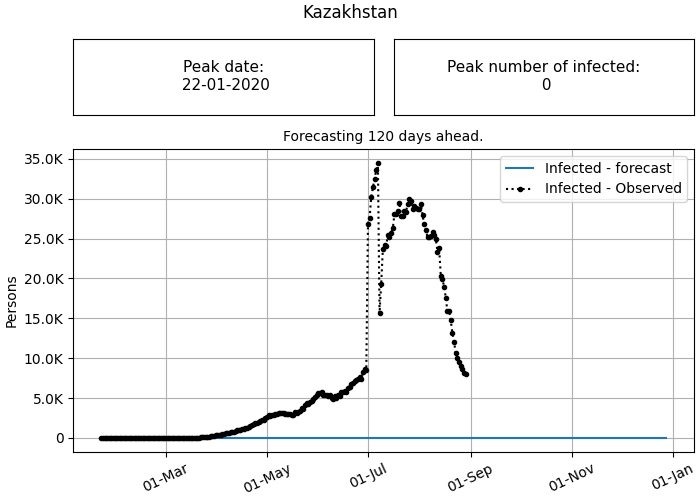 Kazakhstan
Peak date:
22-01-2020
Peak number of infected:
0
Forecasting 120 days ahead.
35.0K
30.0K
25.0K
20.0K
15.0K
10.0K
5.0K
0
Persons
Infected - forecast
Infected - Observed
01-Mar
01-May
01-Jul
01-Sep
01-Nov
01-Jan